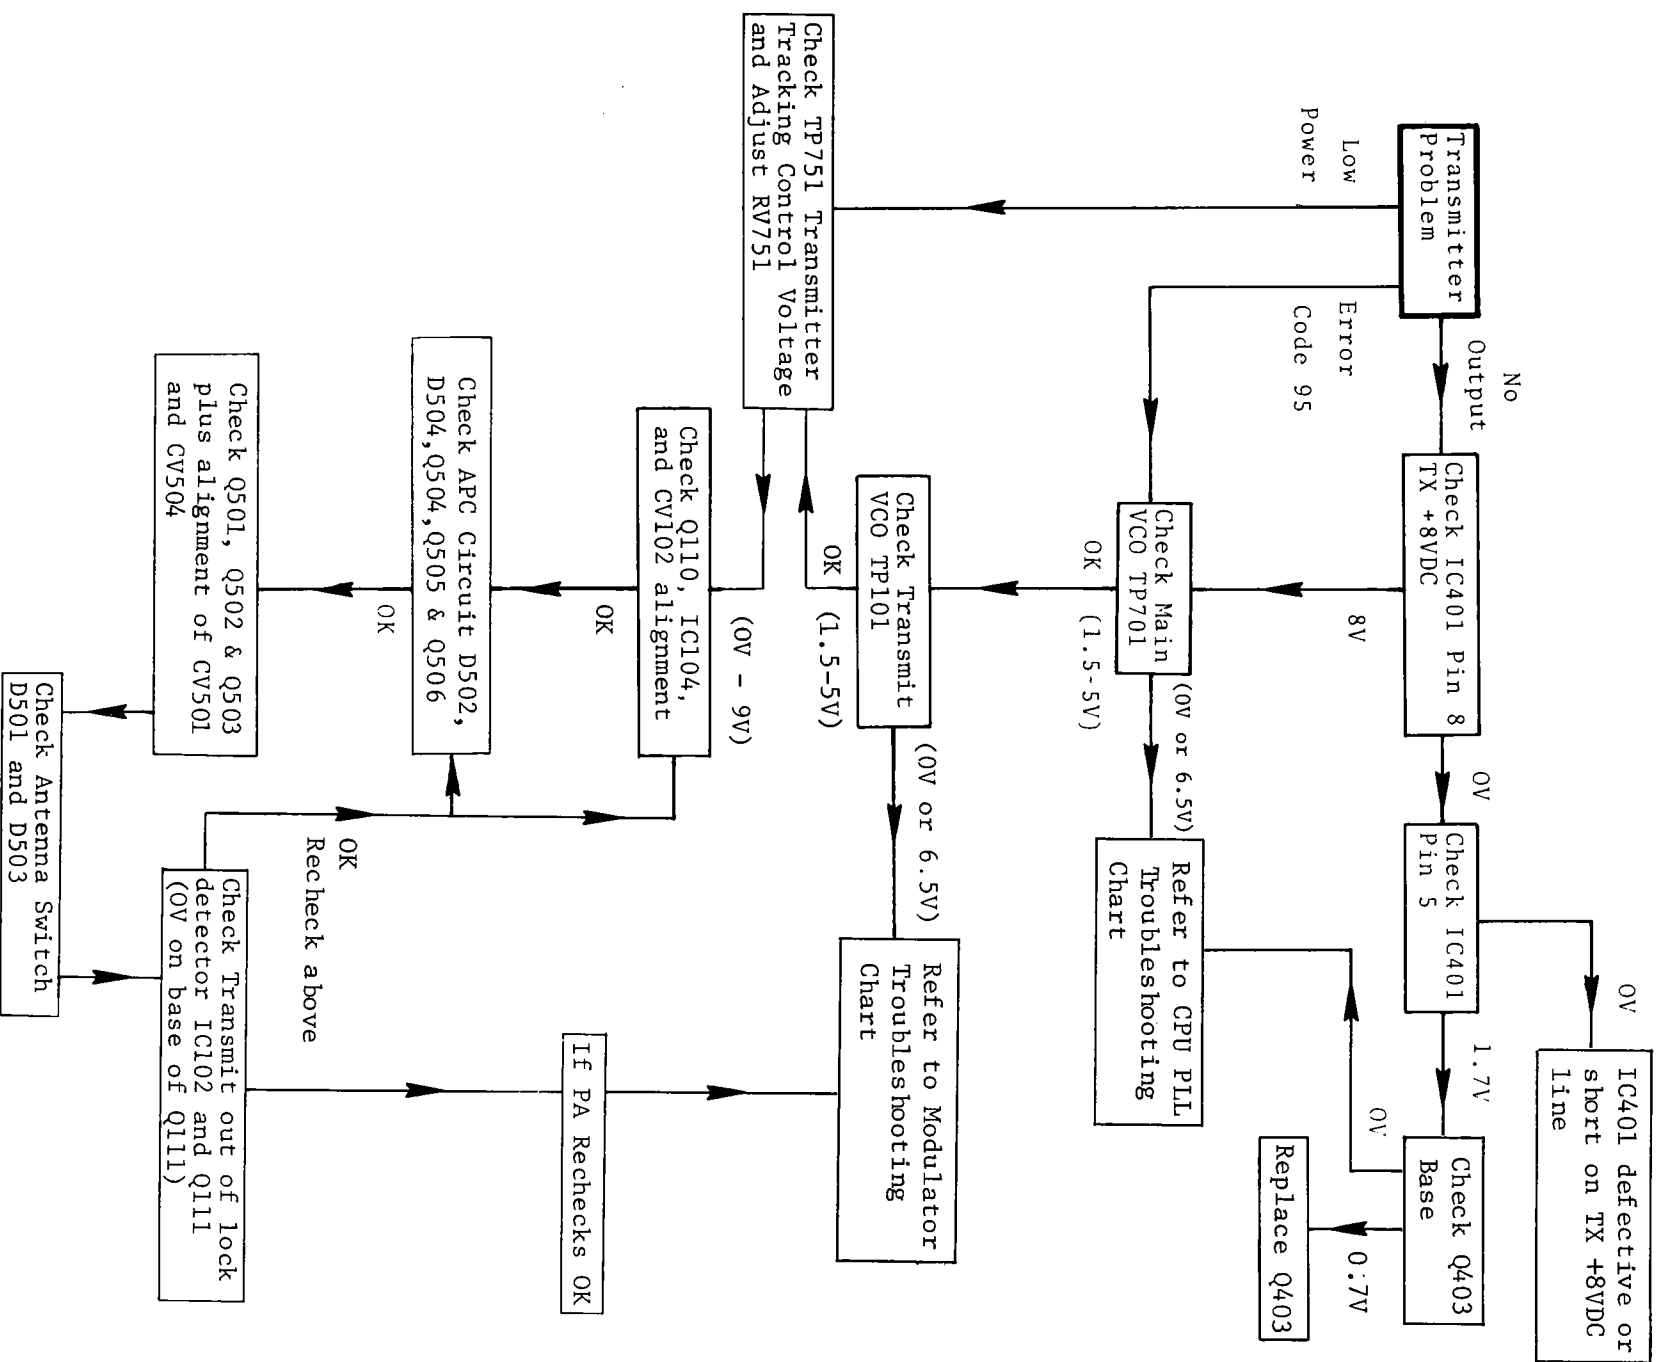 Transmitter
Problem
No
Output
Low
Power
Error
Code 95
Check IC401 Pin 8
TX +8VDC
0V
8V
Check IC401
Pin 5
0V
IC401 defective or
short on TX +8VDC
line
1.7V
Check Q403
Base
0V
0.7V
Replace Q403
Check Main
VCO TP701
(0V or 6.5V)
Refer to CPU PLL
Troubleshooting
Chart
OK
(1.5-5V)
Check Transmit
VCO TP101
(0V or 6.5V)
Refer to Modulator
Troubleshooting
Chart
OK
(1.5-5V)
Check TP751 Transmitter
Tracking Control Voltage
and Adjust RV751
(0V - 9V)
Check Q110, IC104,
and CV102 alignment
OK
If PA Rechecks OK
Check APC Circuit D502,
D504,Q504,Q505 & Q506
OK
OK
Recheck above
Check Q501, Q502 & Q503
plus alignment of CV501
and CV504
Check Transmit out of lock
detector IC102 and Q111
(0V on base of Q111)
Check Antenna Switch
D501 and D503